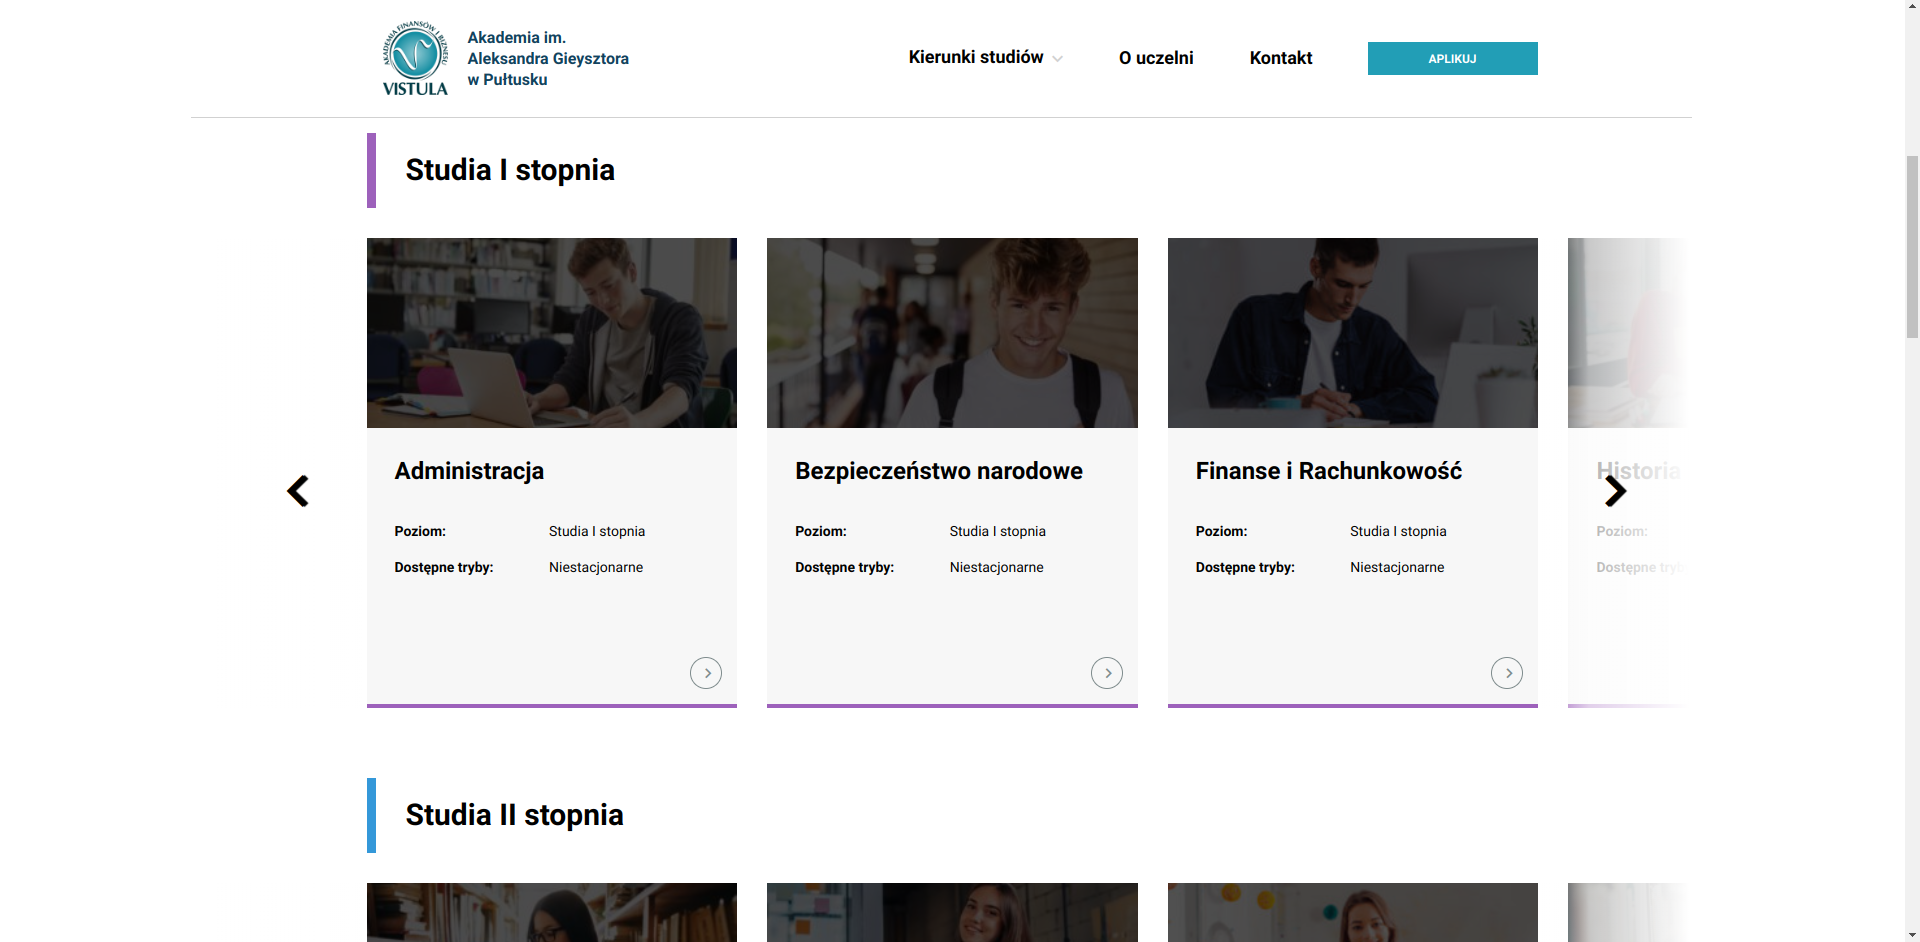 AKADEMIA FINANSÓW I BIZNESU
VISTULA
Akademia im.
Aleksandra Gieysztora
w Pułtusku
Kierunki studiów
O uczelni
Kontakt
APLIKUJ
Studia I stopnia
Administracja
Poziom: Studia I stopnia
Dostępne tryby: Niestacjonarne
Bezpieczeństwo narodowe
Poziom: Studia I stopnia
Dostępne tryby: Niestacjonarne
Finanse i Rachunkowość
Poziom: Studia I stopnia
Dostępne tryby: Niestacjonarne
Historia
Poziom:
Dostępne tryby
Studia II stopnia